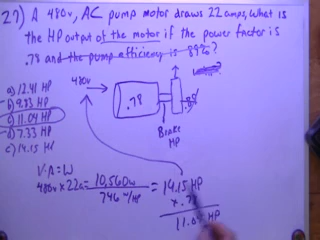 27) A 480v, AC pump motor draws 22 amps, what is
the HP output of the motor if the power factor is
.78 and the pump efficiency is 89%?
a) 12.41 HP
b) 9.83 HP
c) 11.04 HP
d) 7.33 HP
e) 14.15 HP
480v
.78
Brake
HP
V·A=W
480v x 22a = 10,560w = 14.15 HP
746 w/HP
x .7
11.04 HP